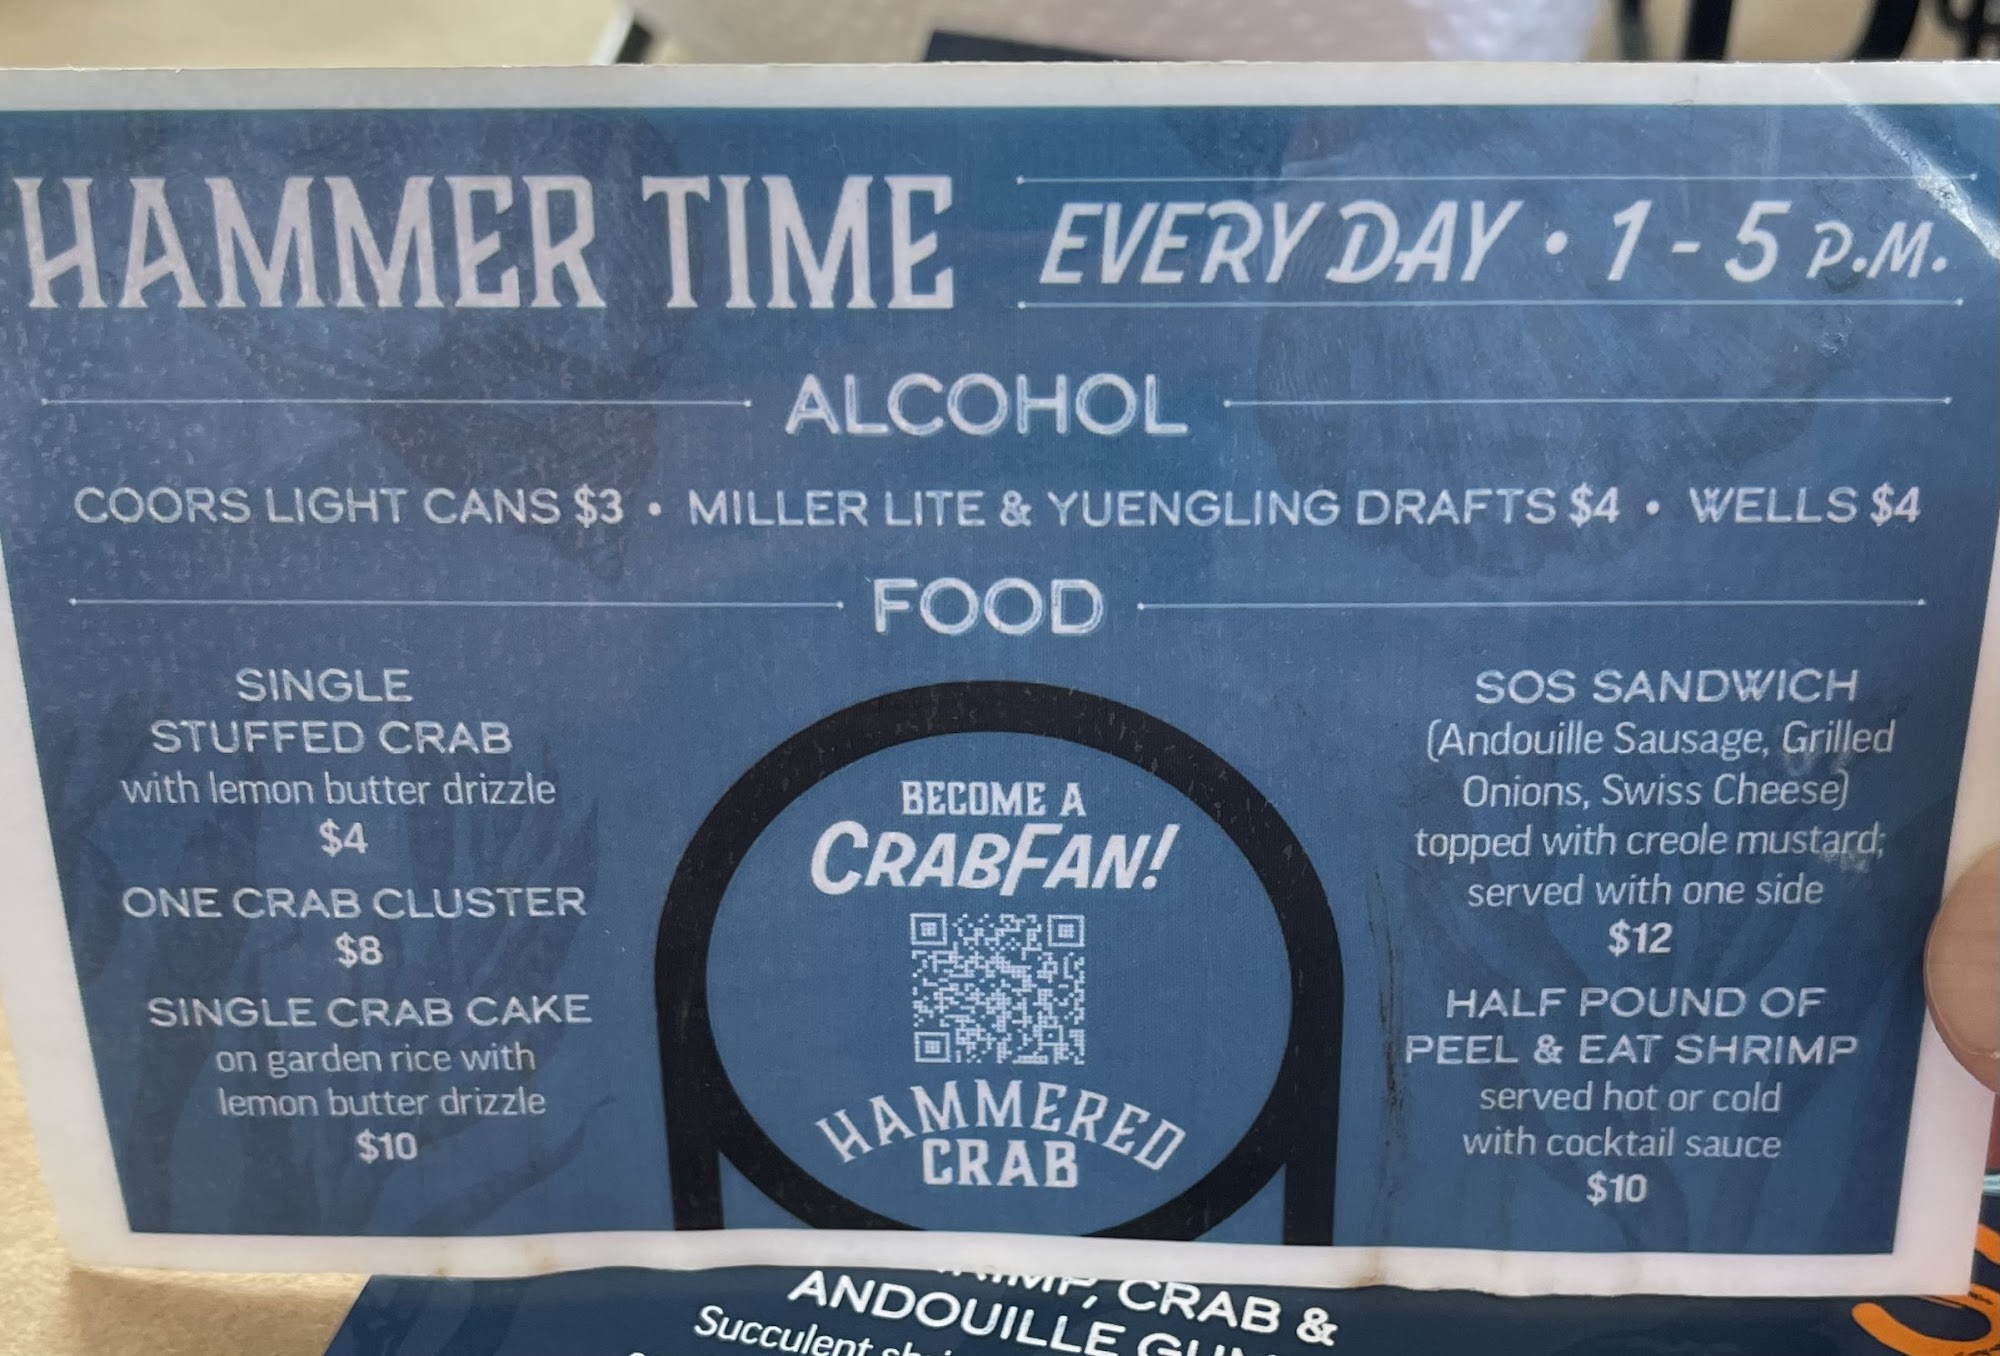 HAMMER TIME EVERY DAY • 1 - 5 P.M.
ALCOHOL
COORS LIGHT CANS $3 • MILLER LITE & YUENGLING DRAFTS $4 • WELLS $4
FOOD
SINGLE
STUFFED CRAB
with lemon butter drizzle
$4
ONE CRAB CLUSTER
$8
SINGLE CRAB CAKE
on garden rice with
lemon butter drizzle
$10
BECOME A
CRABFAN!
HAMMERED
CRAB
SOS SANDWICH
(Andouille Sausage, Grilled
Onions, Swiss Cheese)
topped with creole mustard;
served with one side
$12
HALF POUND OF
PEEL & EAT SHRIMP
served hot or cold
with cocktail sauce
$10
CRAB &
ANDOUILLE
Succulent